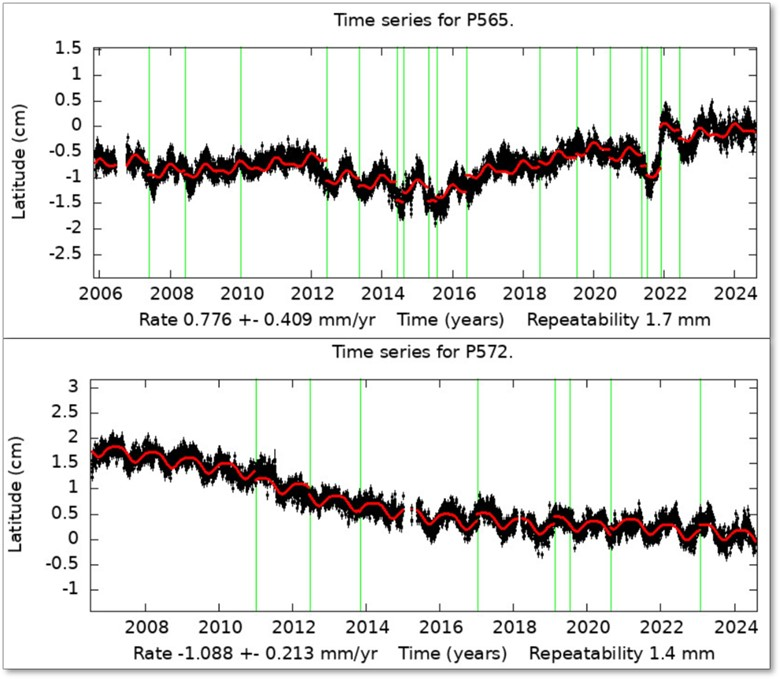 Time series for P565.
1.5
1
0.5
0
-0.5
-1
-1.5
-2
-2.5
Latitude (cm)
2006 2008 2010 2012 2014 2016 2018 2020 2022 2024
Rate 0.776 +- 0.409 mm/yr Time (years) Repeatability 1.7 mm
Time series for P572.
3
2.5
2
1.5
1
0.5
0
-0.5
-1
Latitude (cm)
2008 2010 2012 2014 2016 2018 2020 2022 2024
Rate -1.088 +- 0.213 mm/yr Time (years) Repeatability 1.4 mm